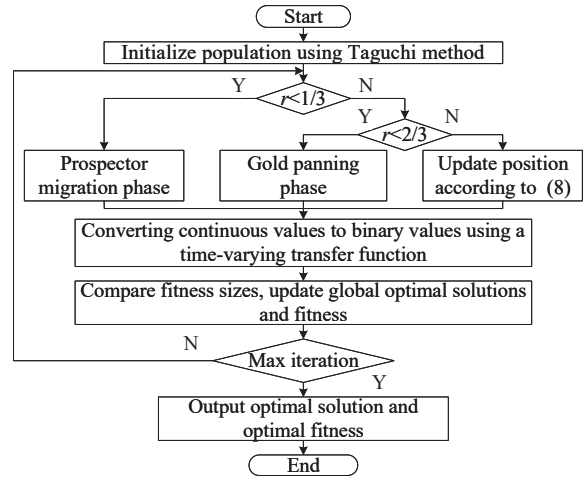 Start
Initialize population using Taguchi method
Y
r<1/3
N
Y
r<2/3
N
Prospector
migration phase
Gold panning
phase
Update position
according to (8)
Converting continuous values to binary values using a
time-varying transfer function
Compare fitness sizes, update global optimal solutions
and fitness
N
Max iteration
Y
Output optimal solution and
optimal fitness
End